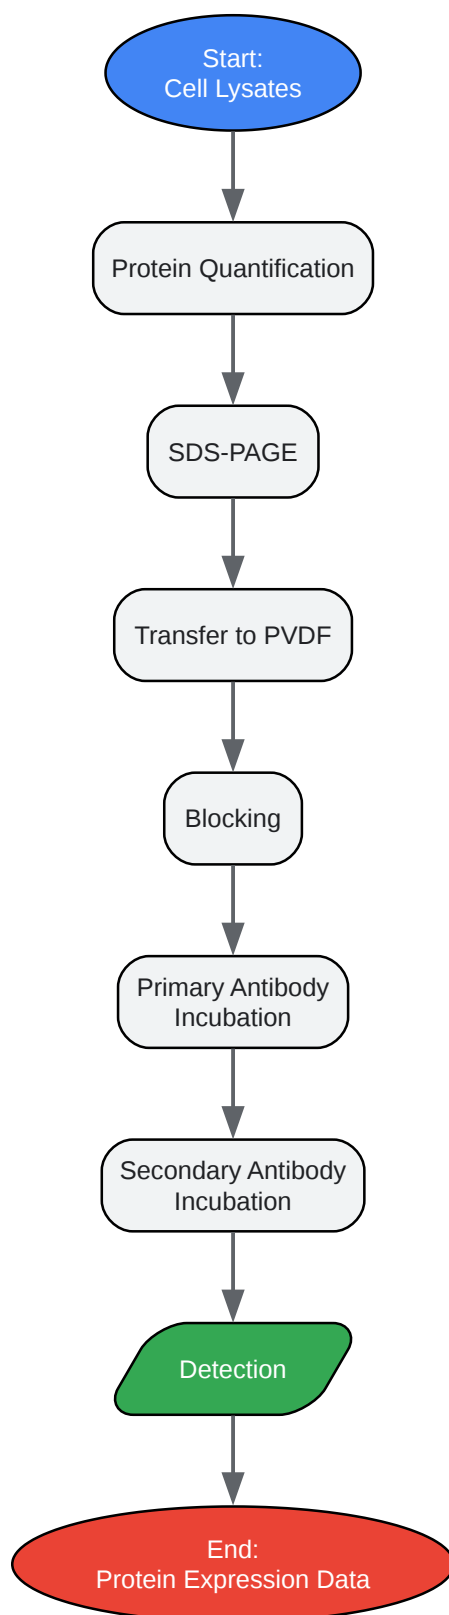 Start:
Cell Lysates
Protein Quantification
SDS-PAGE
Transfer to PVDF
Blocking
Primary Antibody
Incubation
Secondary Antibody
Incubation
Detection
End:
Protein Expression Data